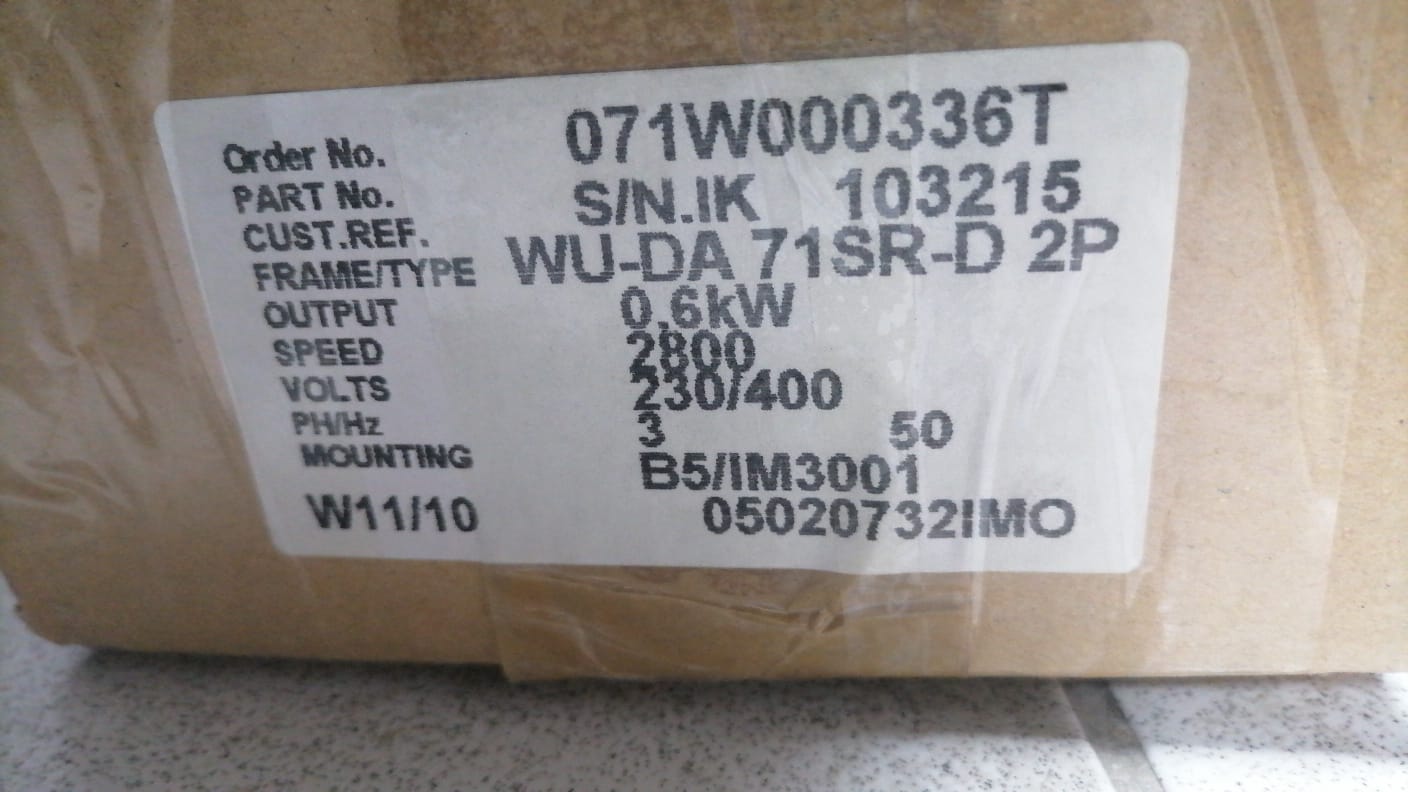 Order No. 071W000336T
PART No. S/N.IK 103215
CUST.REF. WU-DA 71SR-D 2P
FRAME/TYPE
OUTPUT 0,6kW
SPEED 2800
VOLTS 230/400
PH/Hz 3 50
MOUNTING B5/IM3001
W11/10 05020732IMO